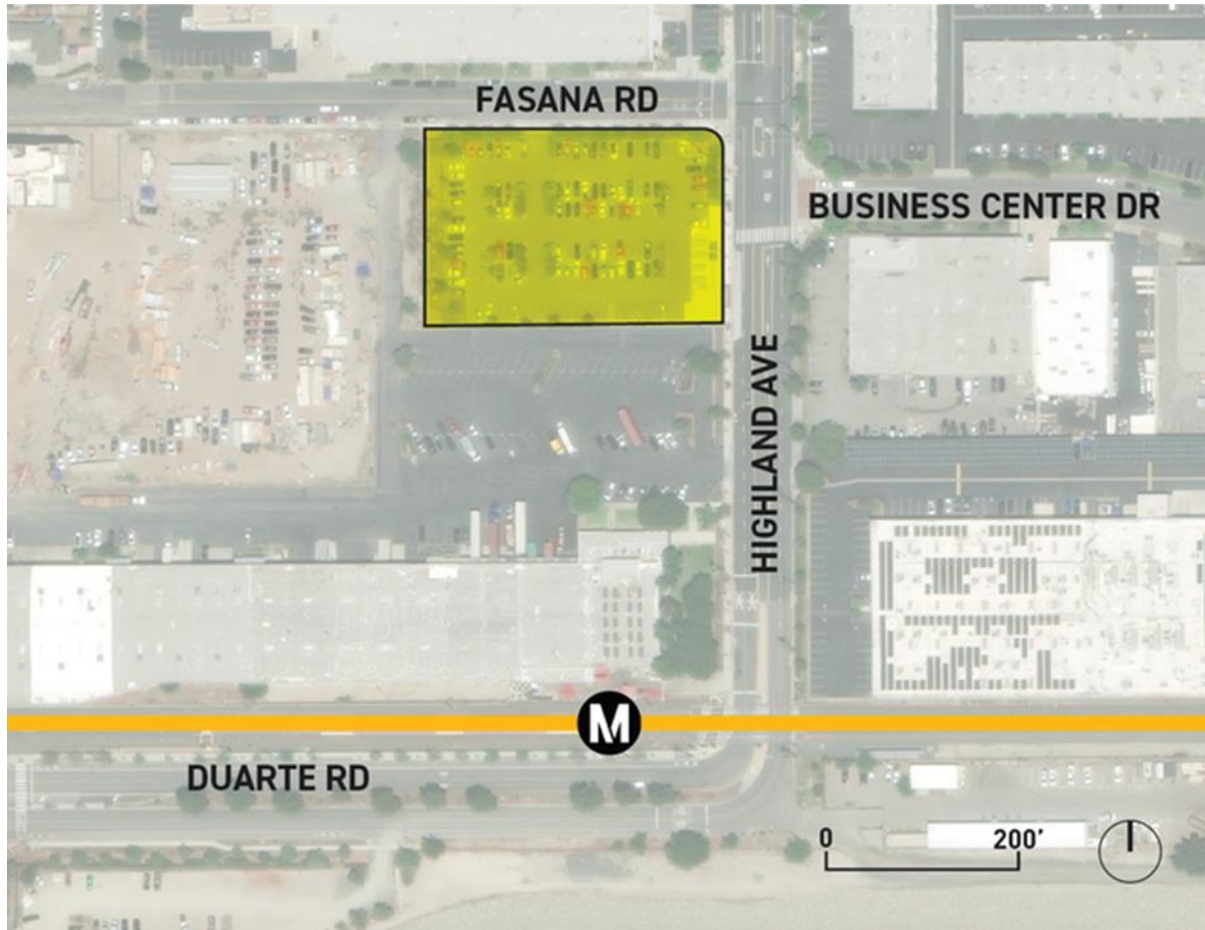 FASANA RD
BUSINESS CENTER DR
HIGHLAND AVE
M
DUARTE RD
0 200'